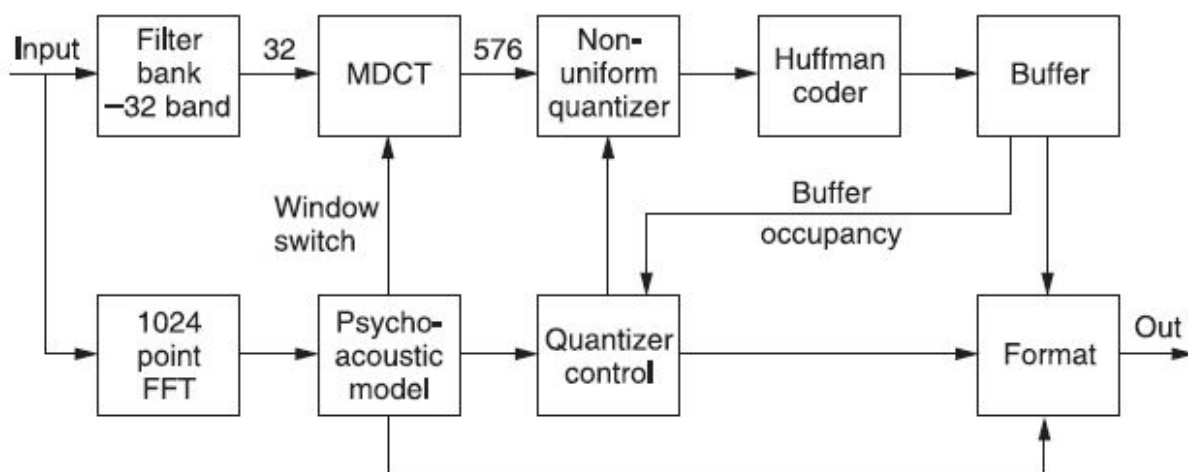 Input
Filter
bank
–32 band
32
MDCT
576
Non-
uniform
quantizer
Huffman
coder
Buffer
Window
switch
Buffer
occupancy
1024
point
FFT
Psycho-
acoustic
model
Quantizer
control
Format
Out